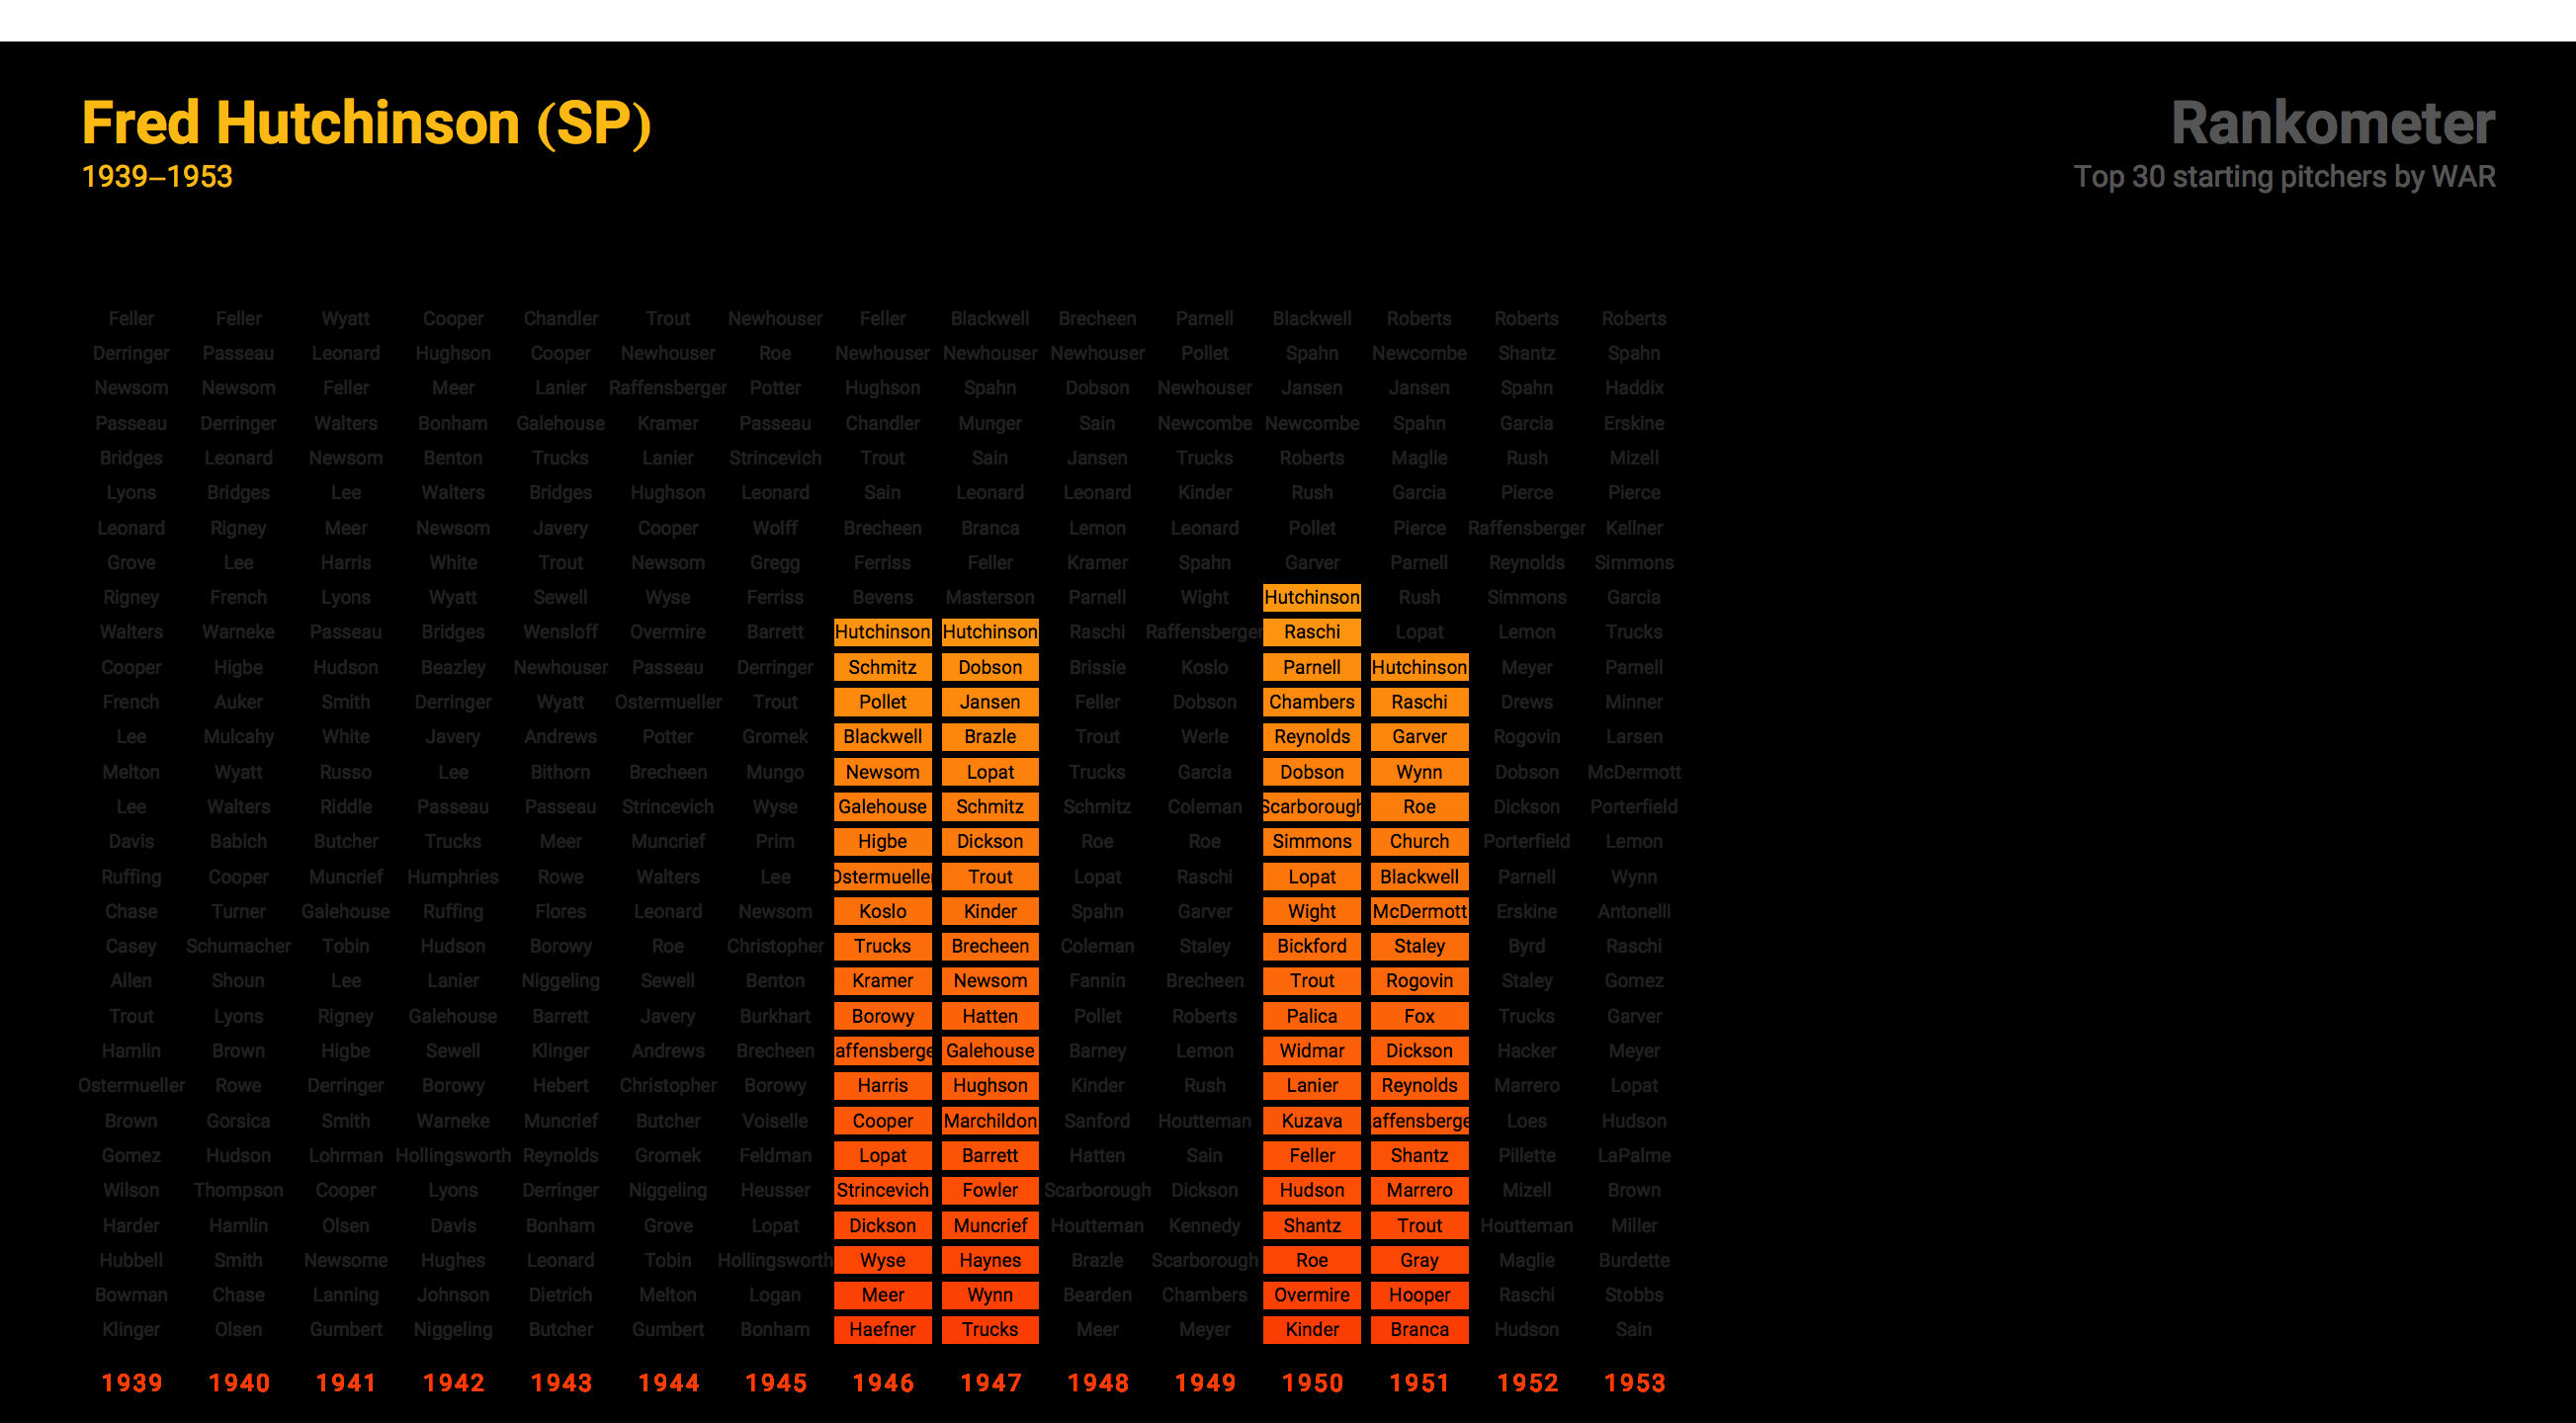 Fred Hutchinson (SP)
1939–1953
Rankometer
Top 30 starting pitchers by WAR
Feller Feller Wyatt Cooper Chandler Trout Newhouser Feller Blackwell Brecheen Parnell Blackwell Roberts Roberts Roberts
Derringer Passeau Leonard Hughson Cooper Newhouser Roe Newhouser Newhouser Newhouser Pollet Spahn Newcombe Shantz Spahn
Newsom Newsom Feller Meer Lanier Raffensberger Potter Hughson Spahn Dobson Newhouser Jansen Jansen Spahn Haddix
Passeau Derringer Walters Bonham Galehouse Kramer Passeau Chandler Munger Sain Newcombe Newcombe Spahn Garcia Erskine
Bridges Leonard Newsom Benton Trucks Lanier Strincevich Trout Sain Jansen Trucks Roberts Maglie Rush Mizell
Lyons Bridges Lee Walters Bridges Hughson Leonard Sain Leonard Leonard Kinder Rush Garcia Pierce Pierce
Leonard Rigney Meer Newsom Javery Cooper Wolff Brecheen Branca Lemon Leonard Pollet Pierce Raffensberger Kellner
Grove Lee Harris White Trout Newsom Gregg Ferriss Feller Kramer Spahn Garver Parnell Reynolds Simmons
Rigney French Lyons Wyatt Sewell Wyse Ferriss Bevens Masterson Parnell Wight Hutchinson Rush Simmons Garcia
Walters Warneke Passeau Bridges Wensloff Overmire Barrett Hutchinson Hutchinson Raschi Raffensberger Raschi Lopat Lemon Trucks
Cooper Higbe Hudson Beazley Newhouser Passeau Derringer Schmitz Dobson Brissie Koslo Parnell Hutchinson Meyer Parnell
French Auker Smith Derringer Wyatt Ostermueller Trout Pollet Jansen Feller Dobson Chambers Raschi Drews Minner
Lee Mulcahy White Javery Andrews Potter Gromek Blackwell Brazle Trout Werle Reynolds Garver Rogovin Larsen
Melton Wyatt Russo Lee Bithorn Brecheen Mungo Newsom Lopat Trucks Garcia Dobson Wynn Dobson McDermott
Lee Walters Riddle Passeau Passeau Strincevich Wyse Galehouse Schmitz Schmitz Coleman Scarborough Roe Dickson Porterfield
Davis Babich Butcher Trucks Meer Muncrief Prim Higbe Dickson Roe Roe Simmons Church Porterfield Lemon
Ruffing Cooper Muncrief Humphries Rowe Walters Lee Ostermueller Trout Lopat Raschi Lopat Blackwell Parnell Wynn
Chase Turner Galehouse Ruffing Flores Leonard Newsom Koslo Kinder Spahn Garver Wight McDermott Erskine Antonelli
Casey Schumacher Tobin Hudson Borowy Roe Christopher Trucks Brecheen Coleman Staley Bickford Staley Byrd Raschi
Allen Shoun Lee Lanier Niggeling Sewell Benton Kramer Newsom Fannin Brecheen Trout Rogovin Staley Gomez
Trout Lyons Rigney Galehouse Barrett Javery Burkhart Borowy Hatten Pollet Roberts Palica Fox Trucks Garver
Hamlin Brown Higbe Sewell Klinger Andrews Brecheen affensberge Galehouse Barney Lemon Widmar Dickson Hacker Meyer
Ostermueller Rowe Derringer Borowy Hebert Christopher Borowy Harris Hughson Kinder Rush Lanier Reynolds Marrero Lopat
Brown Gorsica Smith Warneke Muncrief Butcher Voiselle Cooper Marchildon Sanford Houtteman Kuzava affensberge Loes Hudson
Gomez Hudson Lohrman Hollingsworth Reynolds Gromek Feldman Lopat Barrett Hatten Sain Feller Shantz Pillette LaPalme
Wilson Thompson Cooper Lyons Derringer Niggeling Heusser Strincevich Fowler Scarborough Dickson Hudson Marrero Mizell Brown
Harder Hamlin Olsen Davis Bonham Grove Lopat Dickson Muncrief Houtteman Kennedy Shantz Trout Houtteman Miller
Hubbell Smith Newsome Hughes Leonard Tobin Hollingsworth Wyse Haynes Brazle Scarborough Roe Gray Maglie Burdette
Bowman Chase Lanning Johnson Dietrich Melton Logan Meer Wynn Bearden Chambers Overmire Hooper Raschi Stobbs
Klinger Olsen Gumbert Niggeling Butcher Gumbert Bonham Haefner Trucks Meer Meyer Kinder Branca Hudson Sain
1939 1940 1941 1942 1943 1944 1945 1946 1947 1948 1949 1950 1951 1952 1953